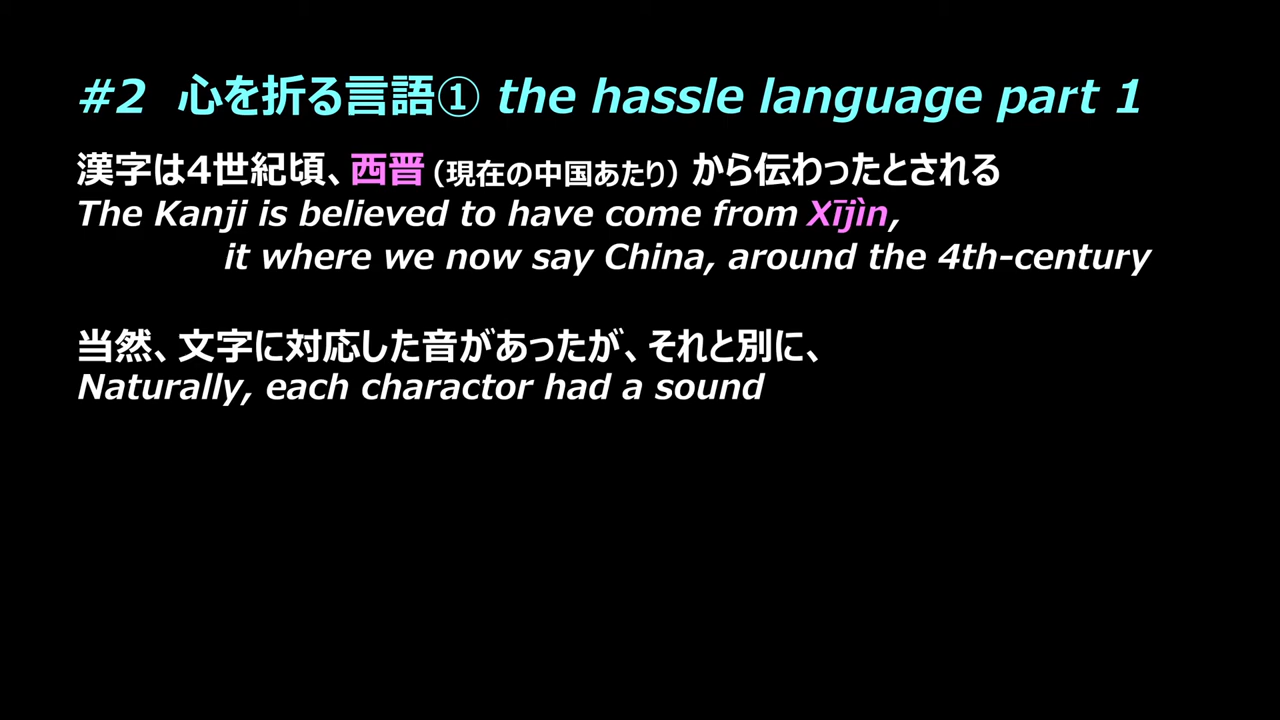 #2 心を折る言語① the hassle language part 1
漢字は4世紀頃、西晋（現在の中国あたり）から伝わったとされる
The Kanji is believed to have come from Xījìn,
it where we now say China, around the 4th-century
当然、文字に対応した音があったが、それと別に、
Naturally, each charactor had a sound